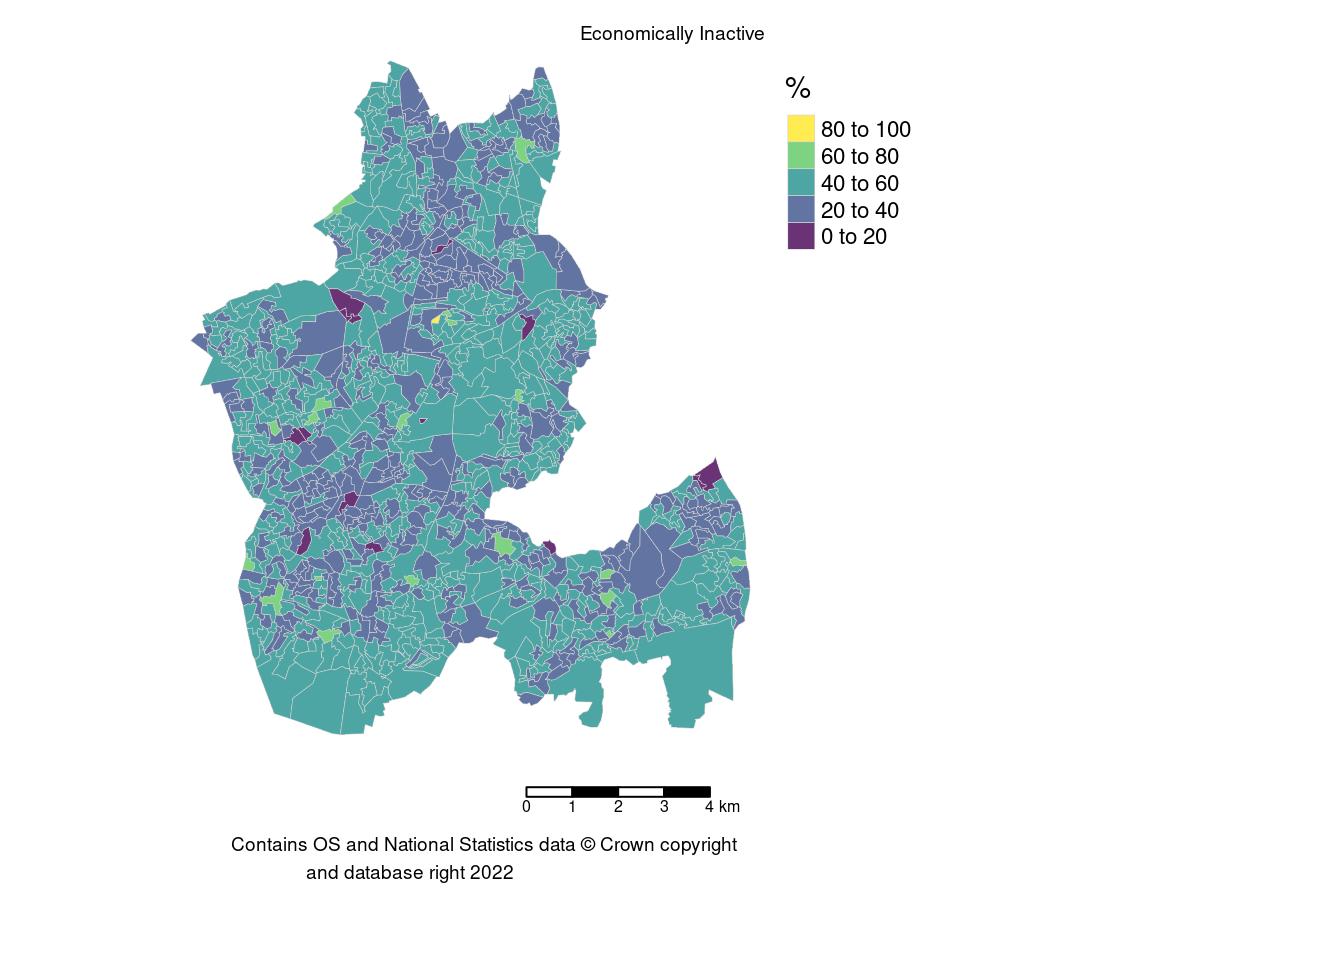 Economically Inactive
%
80 to 100
60 to 80
40 to 60
20 to 40
0 to 20
0 1 2 3 4 km
Contains OS and National Statistics data © Crown copyright
and database right 2022